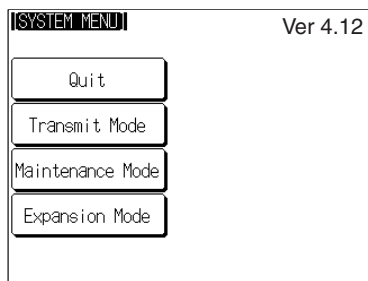 [SYSTEM MENU]
Ver 4.12
Quit
Transmit Mode
Maintenance Mode
Expansion Mode